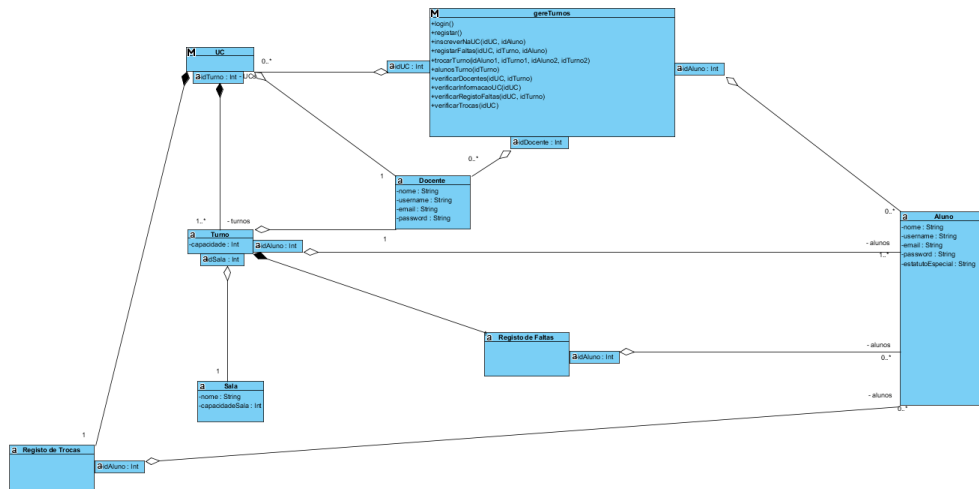 gereTurnos
+login()
+registar()
+inscreverNaUC(idUC, idAluno)
+registarFaltas(idUC, idTurno, idAluno)
+trocarTurno(idAluno1, idTurno1, idAluno2, idTurno2)
+alunosTurno(idTurno)
+verificarDocentes(idUC, idTurno)
+verificarInformacaoUC(idUC)
+verificarRegistoFaltas(idUC, idTurno)
+verificarTrocas(idUC)
UC
idTurno : Int
- UCs
0..*
idUC : Int
idAluno : Int
idDocente : Int
0..*
1
Docente
-nome : String
-username : String
-email : String
-password : String
1..*
- turnos
1
Turno
-capacidade : Int
idAluno : Int
idSala : Int
0..*
Aluno
-nome : String
-username : String
-email : String
-password : String
-estatutoEspecial : String
- alunos
1..*
Registo de Faltas
idAluno : Int
- alunos
0..*
1
Sala
-nome : String
-capacidadeSala : Int
- alunos
0..*
1
Registo de Trocas
idAluno : Int